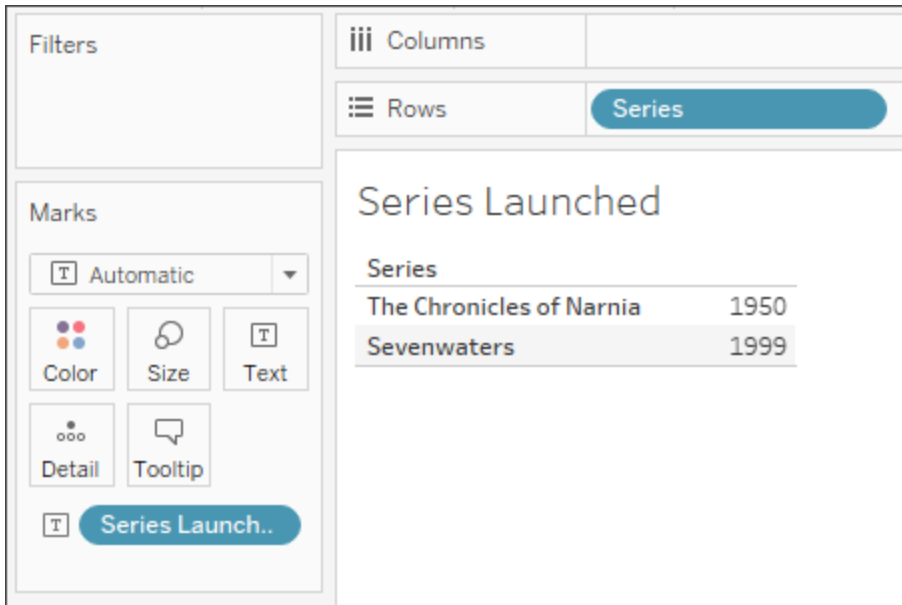 Filters
Columns
Rows
Series
Marks
T Automatic
Color
Size
T
Text
Detail
Tooltip
T Series Launch..
Series Launched
Series
The Chronicles of Narnia 1950
Sevenwaters 1999